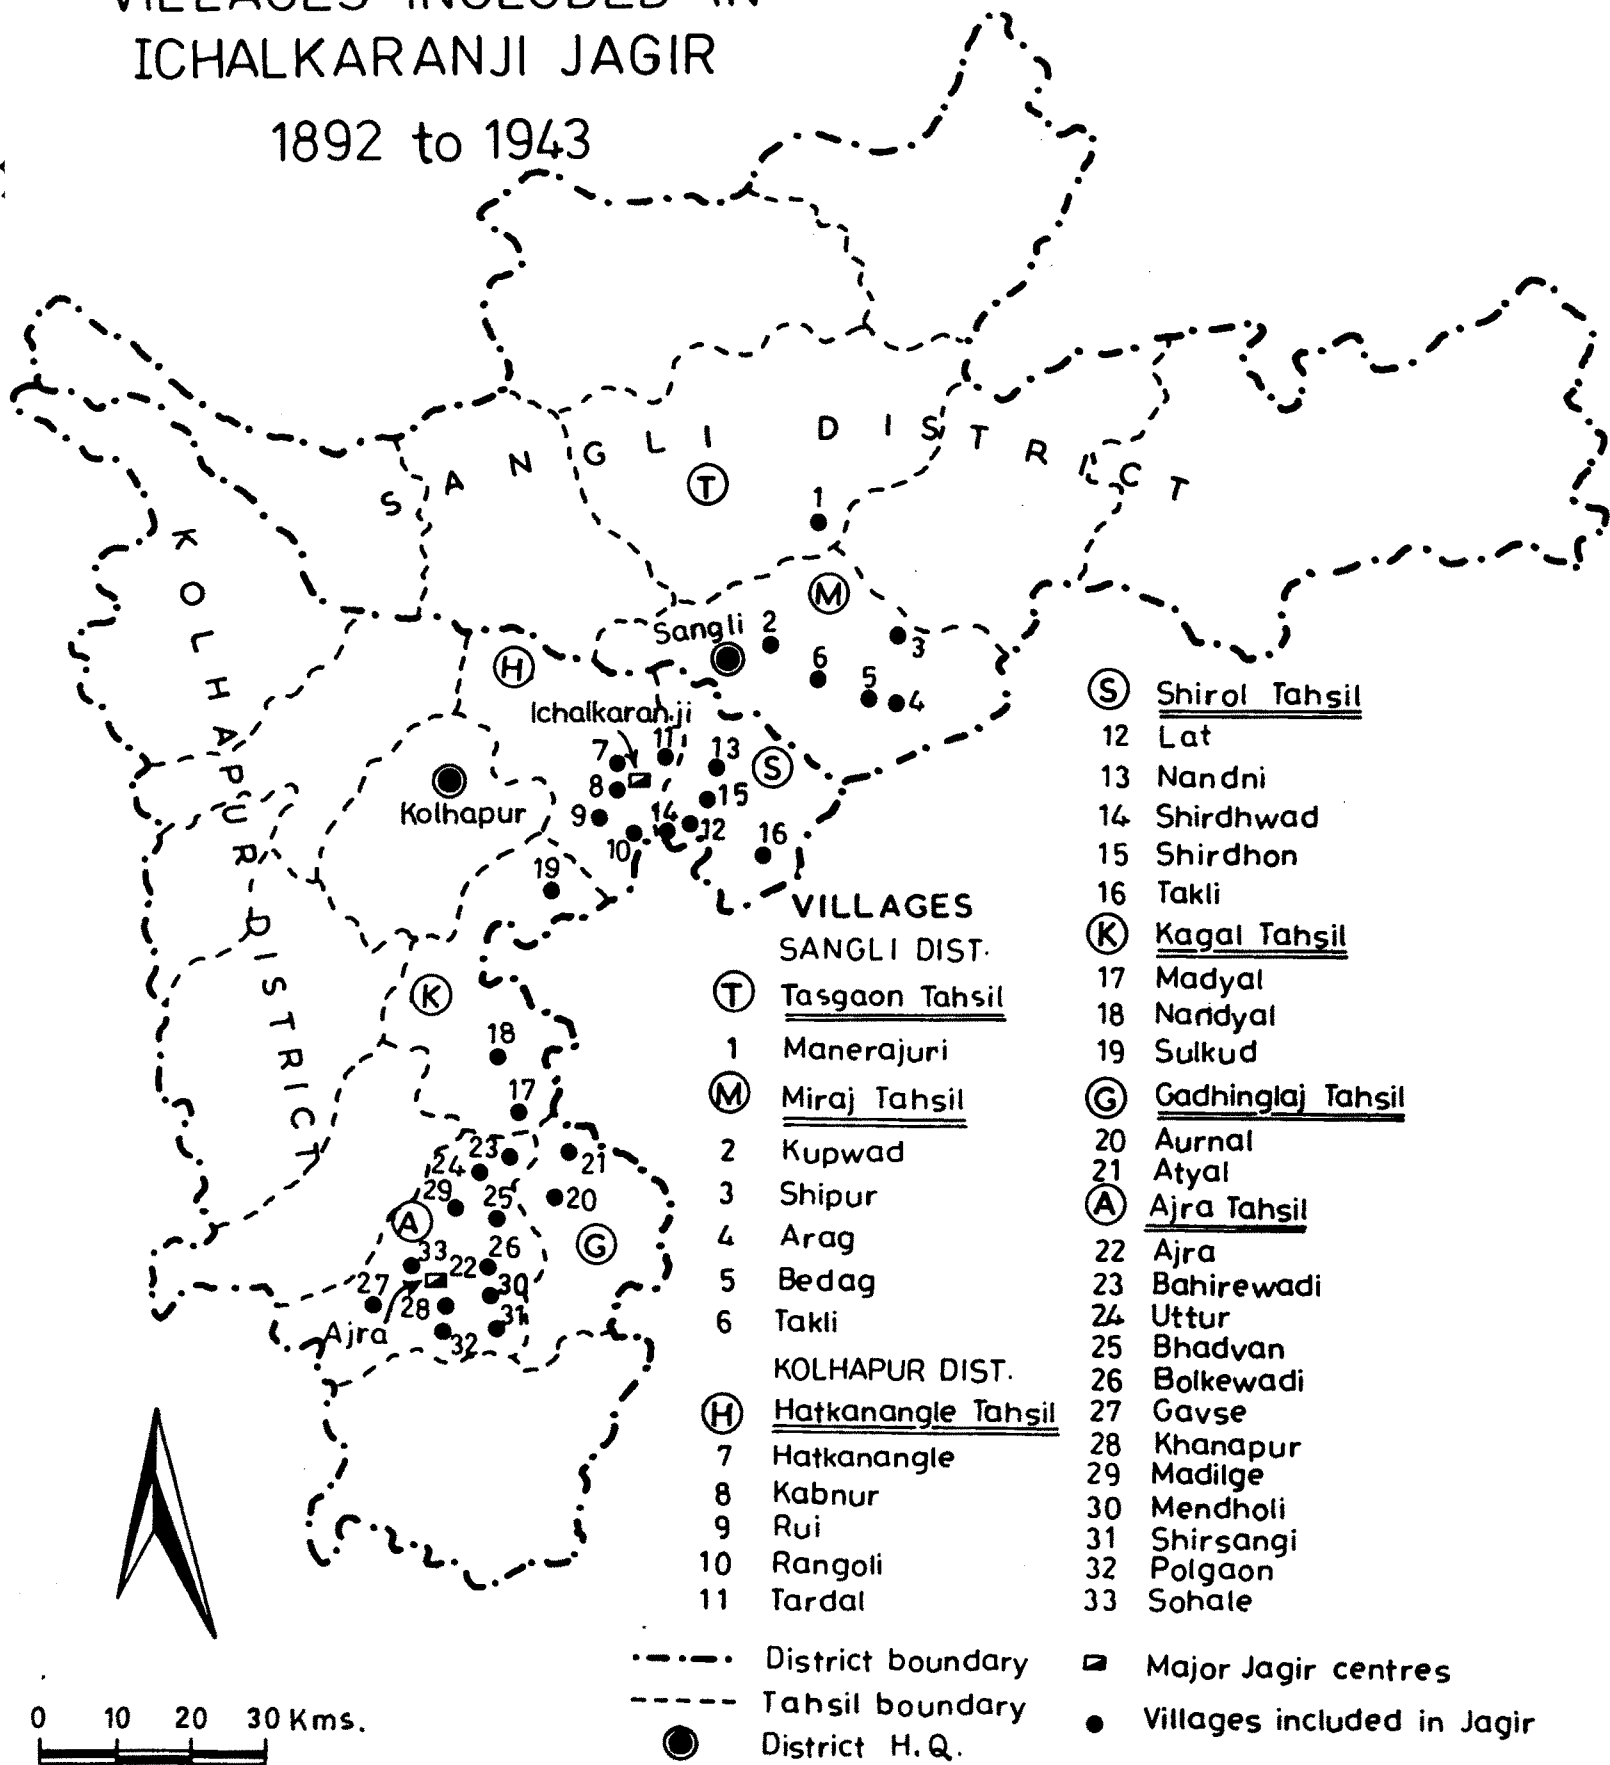 VILLAGES INCLUDED IN
ICHALKARANJI JAGIR
1892 to 1943
SANGLI DISTRICT
KOLHAPUR DISTRICT
T
1
M
Sangli
2
3
6
5
4
H
Ichalkaranji
7
11
13
S
8
15
Kolhapur
9
14
12
10
16
19
K
18
17
23
21
24
29
25
20
A
G
33
22
26
27
28
30
31
Ajra
32
VILLAGES
SANGLI DIST.
T Tasgaon Tahsil
1 Manerajuri
M Miraj Tahsil
2 Kupwad
3 Shipur
4 Arag
5 Bedag
6 Takli
KOLHAPUR DIST.
H Hatkanangle Tahsil
7 Hatkanangle
8 Kabnur
9 Rui
10 Rangoli
11 Tardal
S Shirol Tahsil
12 Lat
13 Nandni
14 Shirdhwad
15 Shirdhon
16 Takli
K Kagal Tahsil
17 Madyal
18 Nandyal
19 Sulkud
G Gadhinglaj Tahsil
20 Aurnal
21 Atyal
A Ajra Tahsil
22 Ajra
23 Bahirewadi
24 Uttur
25 Bhadvan
26 Bolkewadi
27 Gavse
28 Khanapur
29 Madilge
30 Mendholi
31 Shirsangi
32 Polgaon
33 Sohale
District boundary
Tahsil boundary
District H.Q.
Major Jagir centres
Villages included in Jagir
0 10 20 30 Kms.